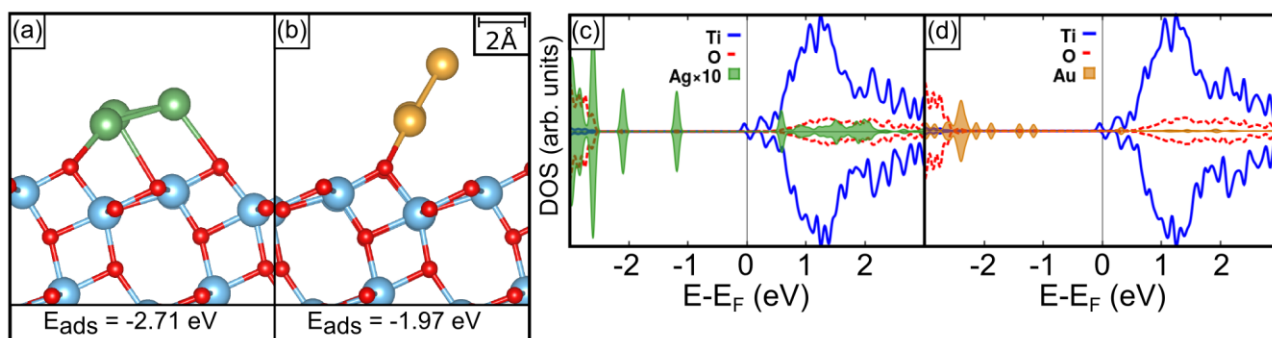 (a)
(b)
2Å
E_ads = -2.71 eV
E_ads = -1.97 eV
(c)
Ti
O
Ag×10
DOS (arb. units)
-2 -1 0 1 2
E-E_F (eV)
(d)
Ti
O
Au
-2 -1 0 1 2
E-E_F (eV)